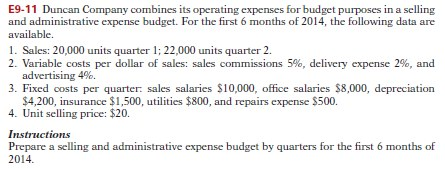 E9-11 Duncan Company combines its operating expenses for budget purposes in a selling
and administrative expense budget. For the first 6 months of 2014, the following data are
available.
1. Sales: 20,000 units quarter 1; 22,000 units quarter 2.
2. Variable costs per dollar of sales: sales commissions 5%, delivery expense 2%, and
advertising 4%.
3. Fixed costs per quarter: sales salaries $10,000, office salaries $8,000, depreciation
$4,200, insurance $1,500, utilities $800, and repairs expense $500.
4. Unit selling price: $20.
Instructions
Prepare a selling and administrative expense budget by quarters for the first 6 months of
2014.